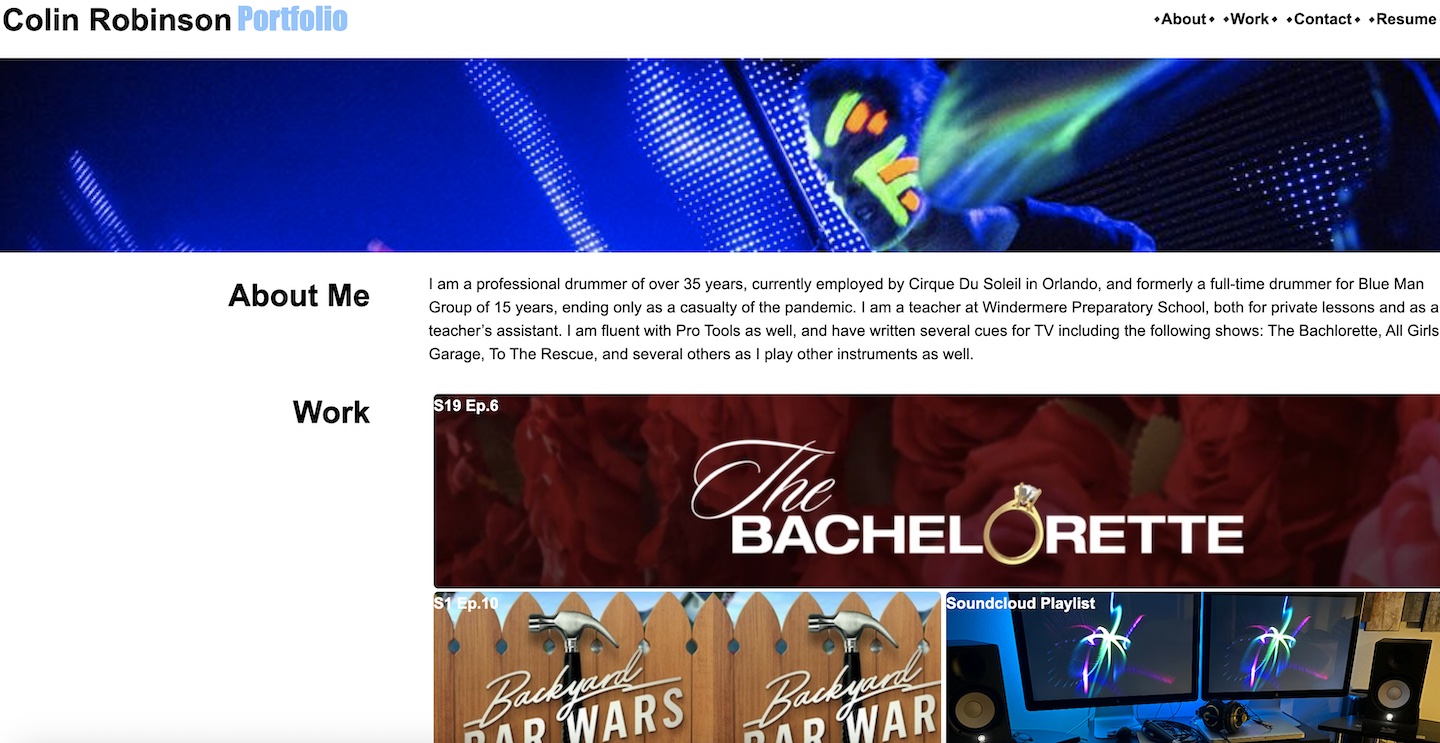 Colin Robinson Portfolio
◆About◆ ◆Work◆ ◆Contact◆ ◆Resume
About Me
I am a professional drummer of over 35 years, currently employed by Cirque Du Soleil in Orlando, and formerly a full-time drummer for Blue Man
Group of 15 years, ending only as a casualty of the pandemic. I am a teacher at Windermere Preparatory School, both for private lessons and as a
teacher’s assistant. I am fluent with Pro Tools as well, and have written several cues for TV including the following shows: The Bachlorette, All Girls
Garage, To The Rescue, and several others as I play other instruments as well.
Work
S19 Ep.6
The
BACHELORETTE
S1 Ep.10
Backyard
BAR WARS
Backyard
BAR WAR
Soundcloud Playlist